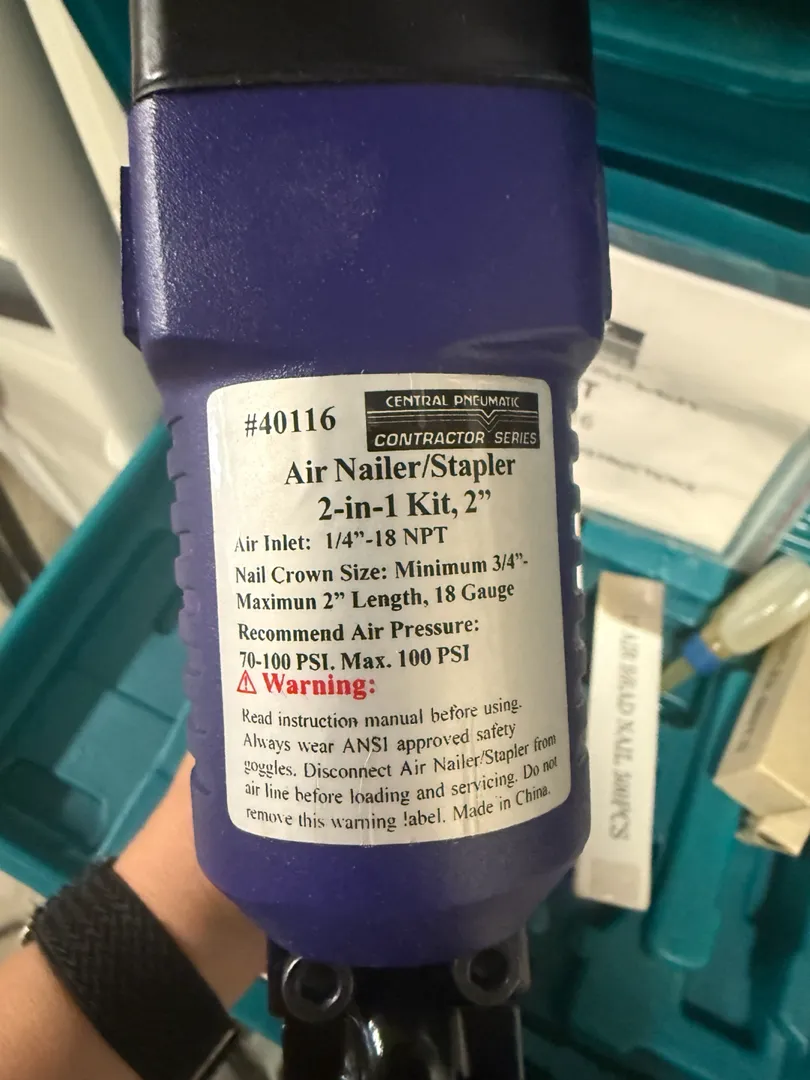 #40116
CENTRAL PNEUMATIC
CONTRACTOR SERIES
Air Nailer/Stapler
2-in-1 Kit, 2”
Air Inlet: 1/4”-18 NPT
Nail Crown Size: Minimum 3/4”-
Maximun 2” Length, 18 Gauge
Recommend Air Pressure:
70-100 PSI. Max. 100 PSI
⚠ Warning:
Read instruction manual before using.
Always wear ANSI approved safety
goggles. Disconnect Air Nailer/Stapler from
air line before loading and servicing. Do not
remove this warning label. Made in China.
BRAD NAIL 100PCS